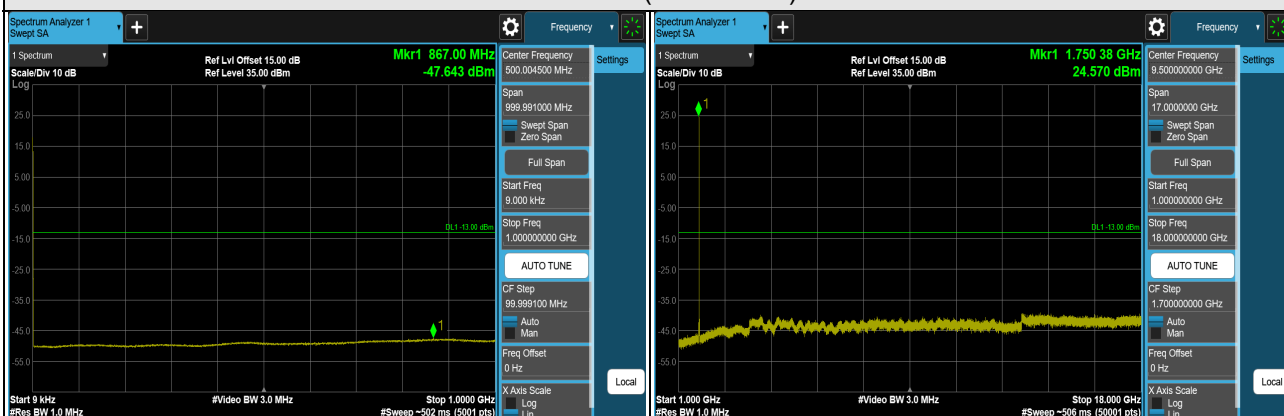 Spectrum Analyzer 1
Swept SA
+
Frequency
1 Spectrum
Scale/Div 10 dB
Log
Ref Lvl Offset 15.00 dB
Ref Level 35.00 dBm
Mkr1 867.00 MHz
-47.643 dBm
25.0
15.0
5.00
-5.00
-15.0
-25.0
-35.0
-45.0
-55.0
DL1 -13.00 dBm
1
Start 9 kHz
#Res BW 1.0 MHz
#Video BW 3.0 MHz
Stop 1.0000 GHz
#Sweep ~502 ms (5001 pts)
Center Frequency
500.004500 MHz
Settings
Span
999.991000 MHz
Swept Span
Zero Span
Full Span
Start Freq
9.000 kHz
Stop Freq
1.000000000 GHz
AUTO TUNE
CF Step
99.999100 MHz
Auto
Man
Freq Offset
0 Hz
X Axis Scale
Log
Lin
Local
Spectrum Analyzer 1
Swept SA
+
Frequency
1 Spectrum
Scale/Div 10 dB
Log
Ref Lvl Offset 15.00 dB
Ref Level 35.00 dBm
Mkr1 1.750 38 GHz
24.570 dBm
25.0
15.0
5.00
-5.00
-15.0
-25.0
-35.0
-45.0
-55.0
1
DL1 -13.00 dBm
Start 1.000 GHz
#Res BW 1.0 MHz
#Video BW 3.0 MHz
Stop 18.000 GHz
#Sweep ~506 ms (50001 pts)
Center Frequency
9.500000000 GHz
Settings
Span
17.0000000 GHz
Swept Span
Zero Span
Full Span
Start Freq
1.000000000 GHz
Stop Freq
18.000000000 GHz
AUTO TUNE
CF Step
1.700000000 GHz
Auto
Man
Freq Offset
0 Hz
X Axis Scale
Log
Lin
Local